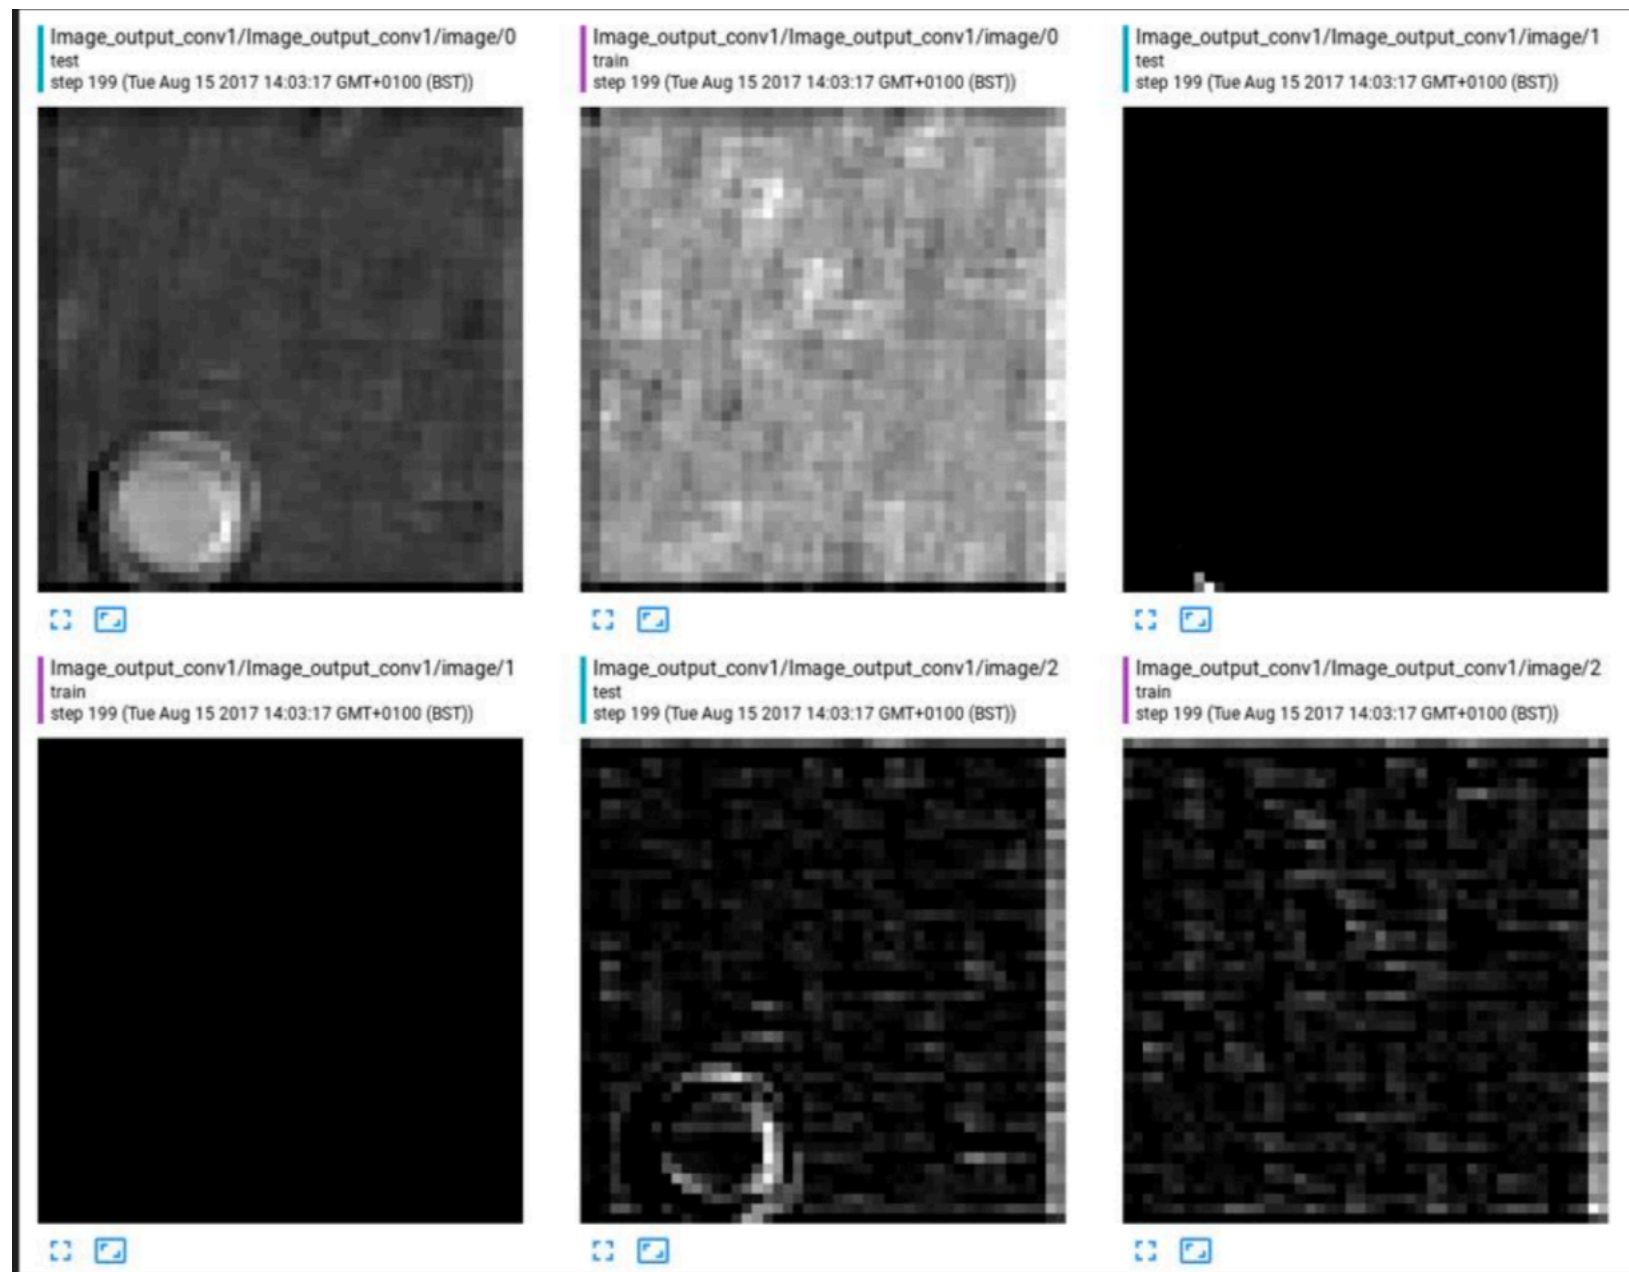 Image_output_conv1/Image_output_conv1/image/0
test
step 199 (Tue Aug 15 2017 14:03:17 GMT+0100 (BST))
Image_output_conv1/Image_output_conv1/image/0
train
step 199 (Tue Aug 15 2017 14:03:17 GMT+0100 (BST))
Image_output_conv1/Image_output_conv1/image/1
test
step 199 (Tue Aug 15 2017 14:03:17 GMT+0100 (BST))
Image_output_conv1/Image_output_conv1/image/1
train
step 199 (Tue Aug 15 2017 14:03:17 GMT+0100 (BST))
Image_output_conv1/Image_output_conv1/image/2
test
step 199 (Tue Aug 15 2017 14:03:17 GMT+0100 (BST))
Image_output_conv1/Image_output_conv1/image/2
train
step 199 (Tue Aug 15 2017 14:03:17 GMT+0100 (BST))